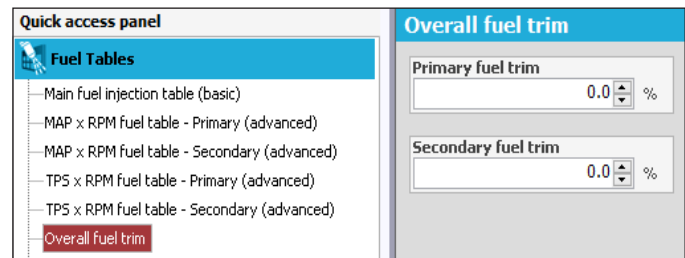 Quick access panel
Fuel Tables
Main fuel injection table (basic)
MAP x RPM fuel table - Primary (advanced)
MAP x RPM fuel table - Secondary (advanced)
TPS x RPM fuel table - Primary (advanced)
TPS x RPM fuel table - Secondary (advanced)
Overall fuel trim
Overall fuel trim
Primary fuel trim
0.0 %
Secondary fuel trim
0.0 %